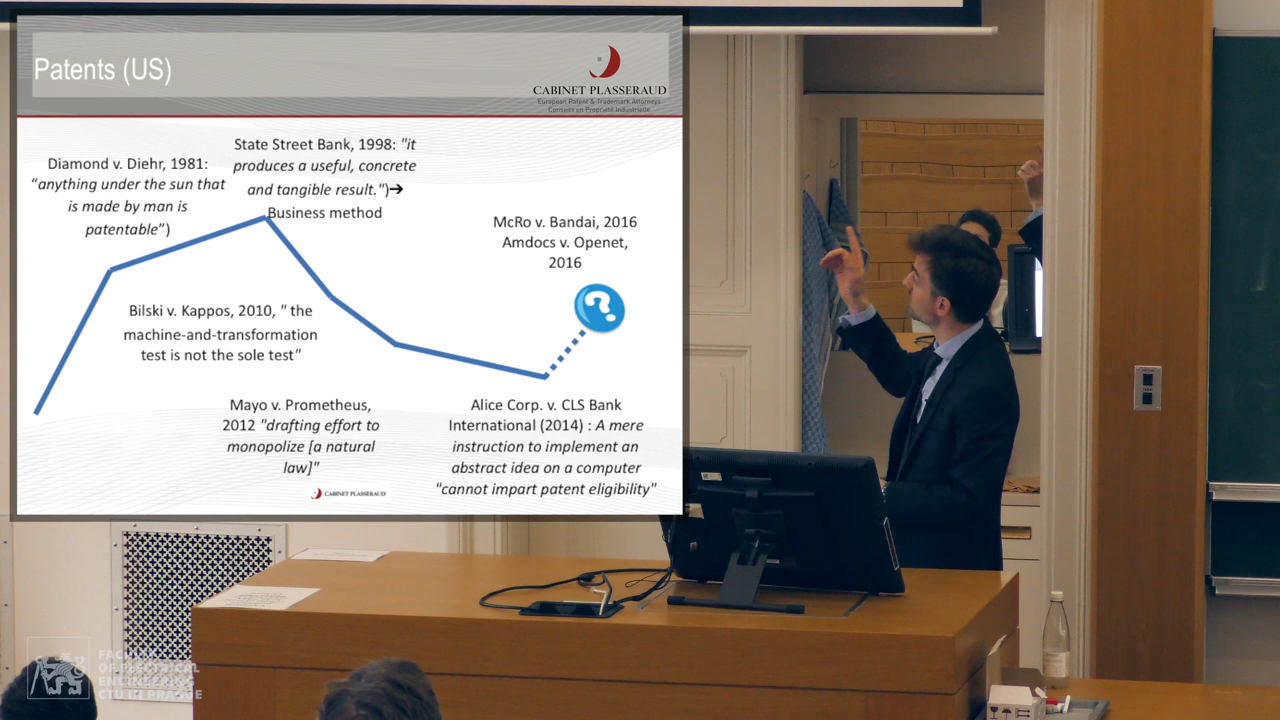 Patents (US)
CABINET PLASSERAUD
European Patent & Trademark Attorneys
Conseils en Propriété Industrielle
Diamond v. Diehr, 1981:
“anything under the sun that
is made by man is
patentable”)
State Street Bank, 1998: "it
produces a useful, concrete
and tangible result.")➔
Business method
McRo v. Bandai, 2016
Amdocs v. Openet,
2016
?
Bilski v. Kappos, 2010, “ the
machine-and-transformation
test is not the sole test”
Mayo v. Prometheus,
2012 "drafting effort to
monopolize [a natural
law]"
Alice Corp. v. CLS Bank
International (2014) : A mere
instruction to implement an
abstract idea on a computer
"cannot impart patent eligibility"
CABINET PLASSERAUD
FACULTY
OF ELECTRICAL
ENGINEERING
CTU IN PRAGUE